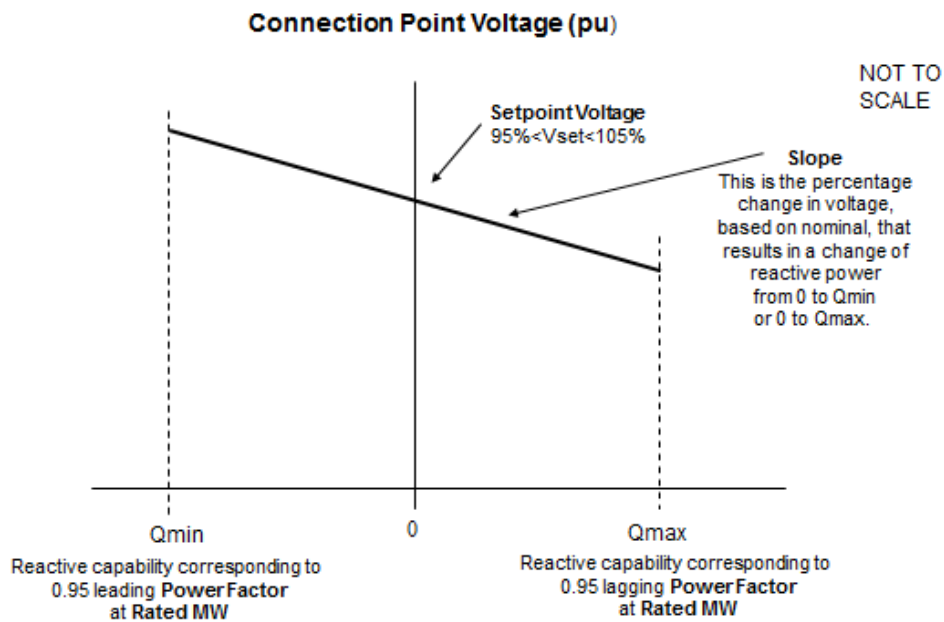 Connection Point Voltage (pu)
NOT TO
SCALE
Setpoint Voltage
95%<Vset<105%
Slope
This is the percentage
change in voltage,
based on nominal, that
results in a change of
reactive power
from 0 to Qmin
or 0 to Qmax.
Qmin
0
Qmax
Reactive capability corresponding to
0.95 leading Power Factor
at Rated MW
Reactive capability corresponding to
0.95 lagging Power Factor
at Rated MW